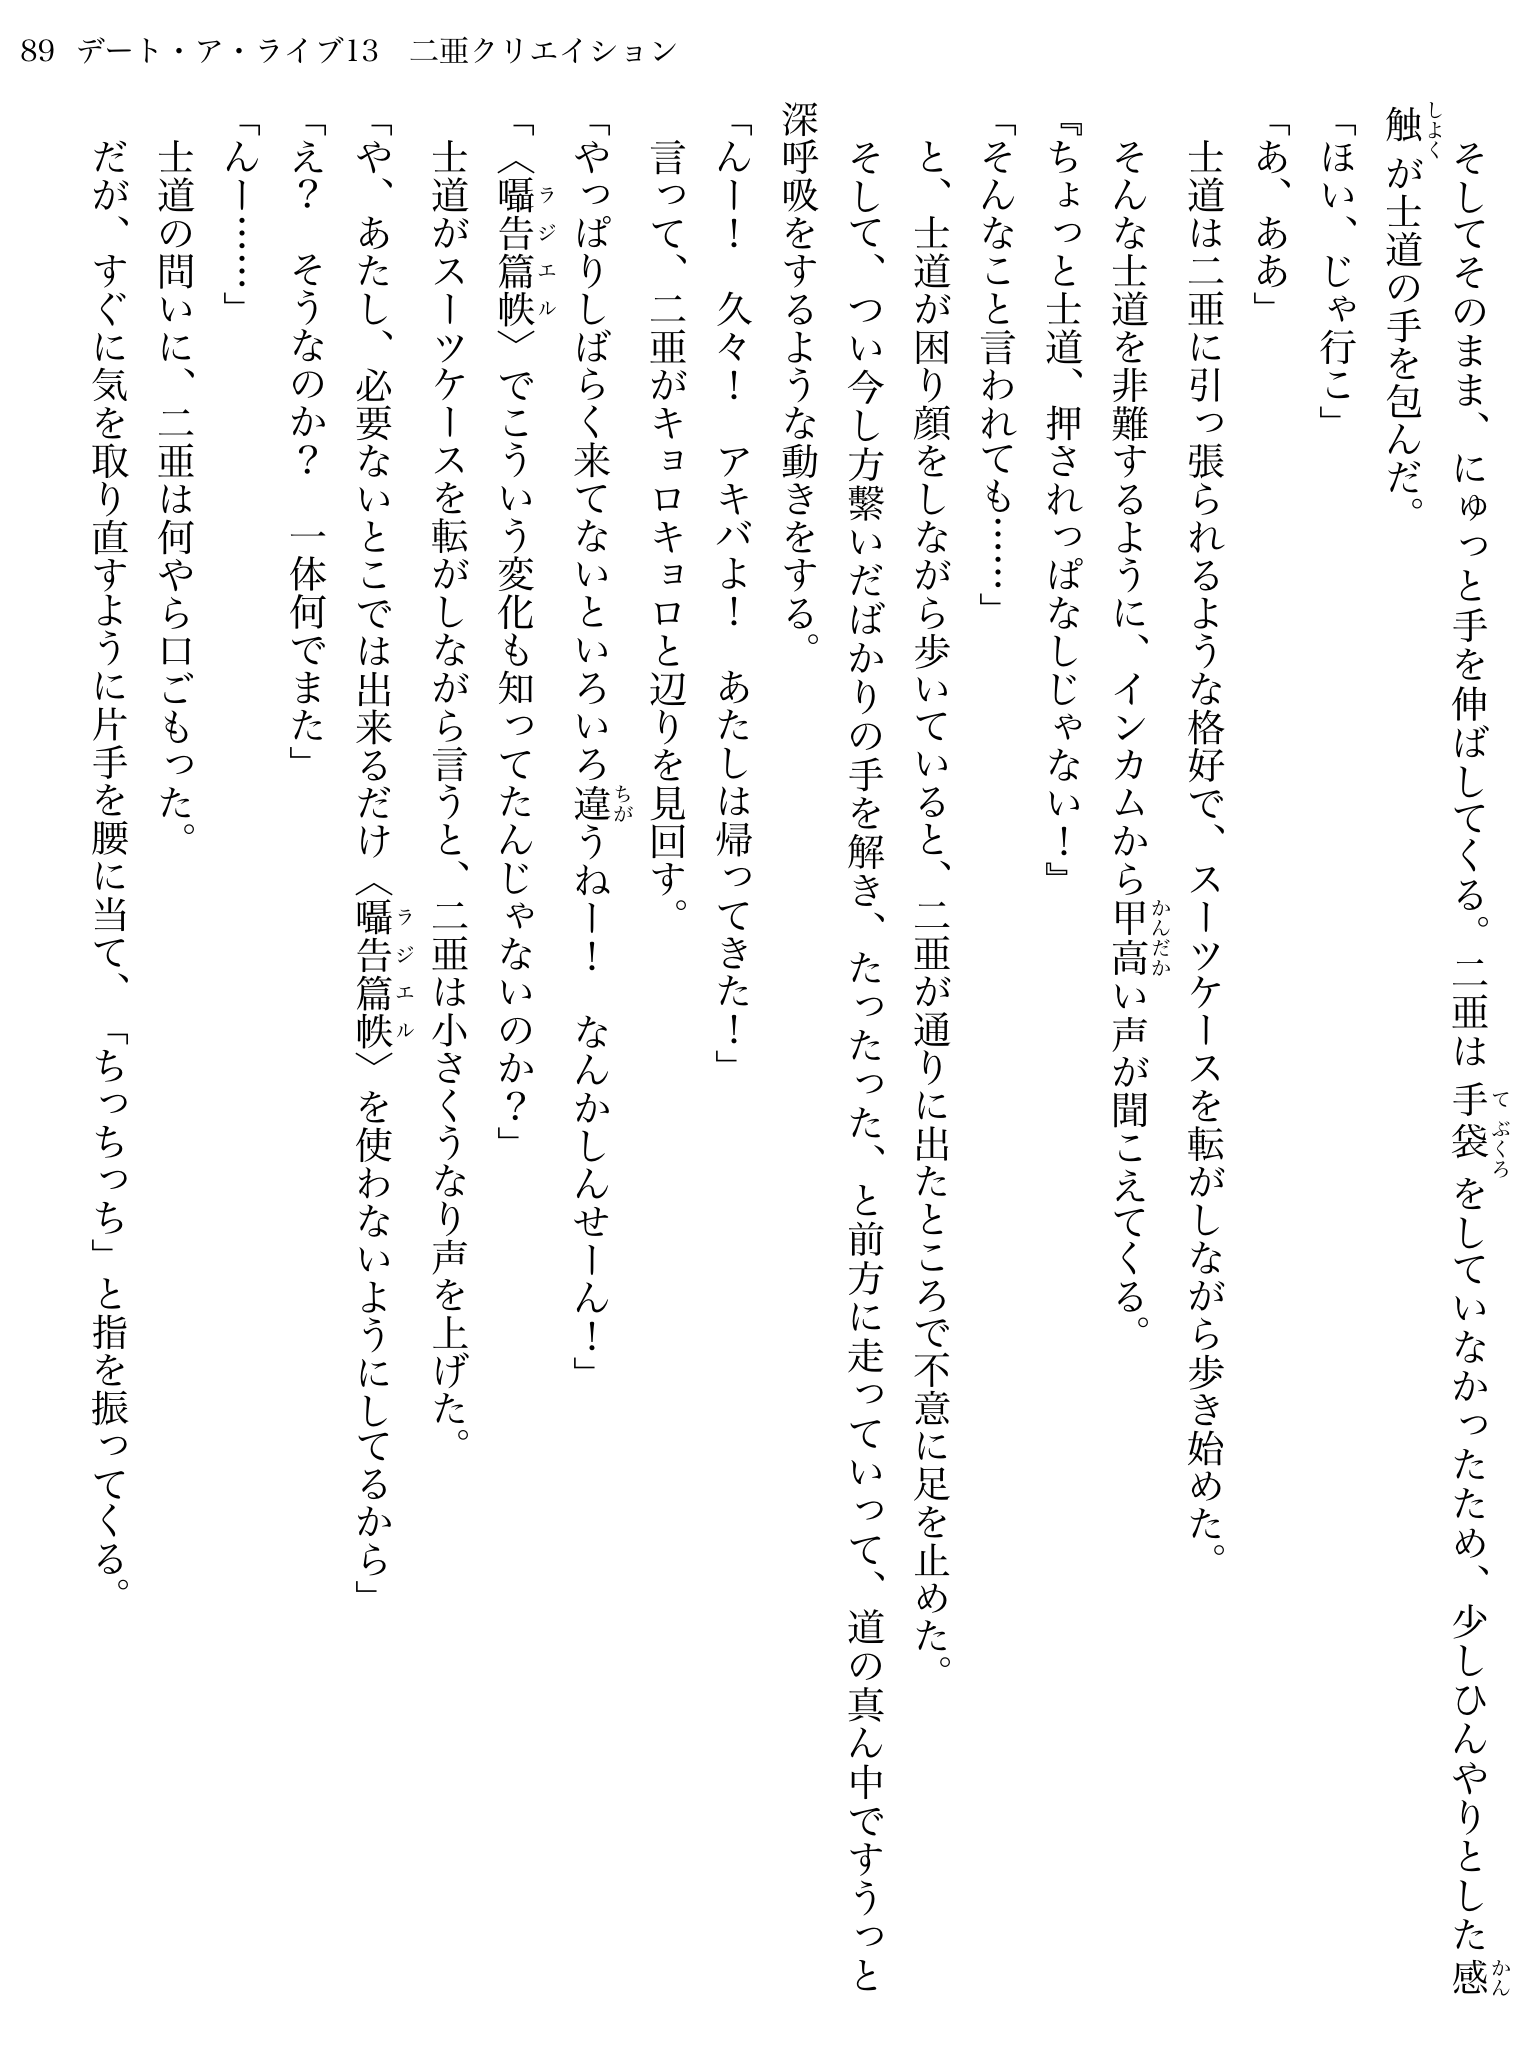 89 デート・ア・ライブ13　二亜クリエイション
　そしてそのまま、にゅっと手を伸ばしてくる。二亜は手袋をしていなかったため、少しひんやりとした感
触が士道の手を包んだ。
「ほい、じゃ行こ」
「あ、ああ」
　士道は二亜に引っ張られるような格好で、スーツケースを転がしながら歩き始めた。
　そんな士道を非難するように、インカムから甲高い声が聞こえてくる。
『ちょっと士道、押されっぱなしじゃない！』
「そんなこと言われても……」
　と、士道が困り顔をしながら歩いていると、二亜が通りに出たところで不意に足を止めた。
　そして、つい今し方繫いだばかりの手を解き、たったった、と前方に走っていって、道の真ん中ですうっと
深呼吸をするような動きをする。
「んー！　久々！　アキバよ！　あたしは帰ってきた！」
　言って、二亜がキョロキョロと辺りを見回す。
「やっぱりしばらく来てないといろいろ違うねー！　なんかしんせーん！」
「〈囁告篇帙〉でこういう変化も知ってたんじゃないのか？」
　士道がスーツケースを転がしながら言うと、二亜は小さくうなり声を上げた。
「や、あたし、必要ないとこでは出来るだけ〈囁告篇帙〉を使わないようにしてるから」
「え？　そうなのか？　一体何でまた」
「んー……」
　士道の問いに、二亜は何やら口ごもった。
　だが、すぐに気を取り直すように片手を腰に当て、「ちっちっち」と指を振ってくる。